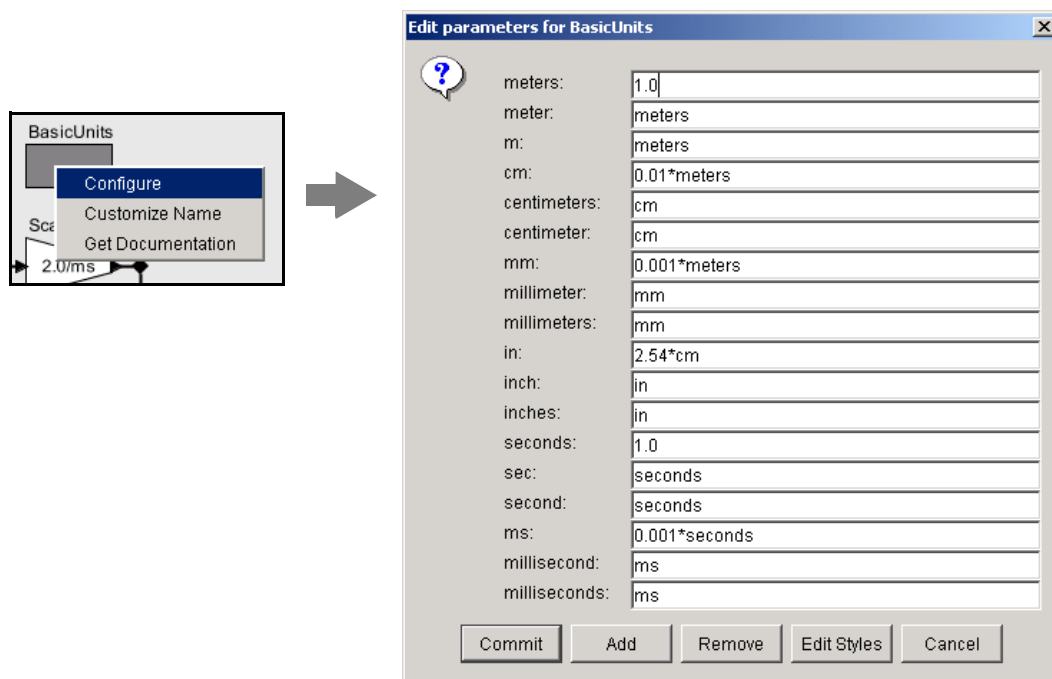 BasicUnits
Configure
Customize Name
Get Documentation
Sca
2.0/ms
Edit parameters for BasicUnits
?
meters: 1.0
meter: meters
m: meters
cm: 0.01*meters
centimeters: cm
centimeter: cm
mm: 0.001*meters
millimeter: mm
millimeters: mm
in: 2.54*cm
inch: in
inches: in
seconds: 1.0
sec: seconds
second: seconds
ms: 0.001*seconds
millisecond: ms
milliseconds: ms
Commit Add Remove Edit Styles Cancel